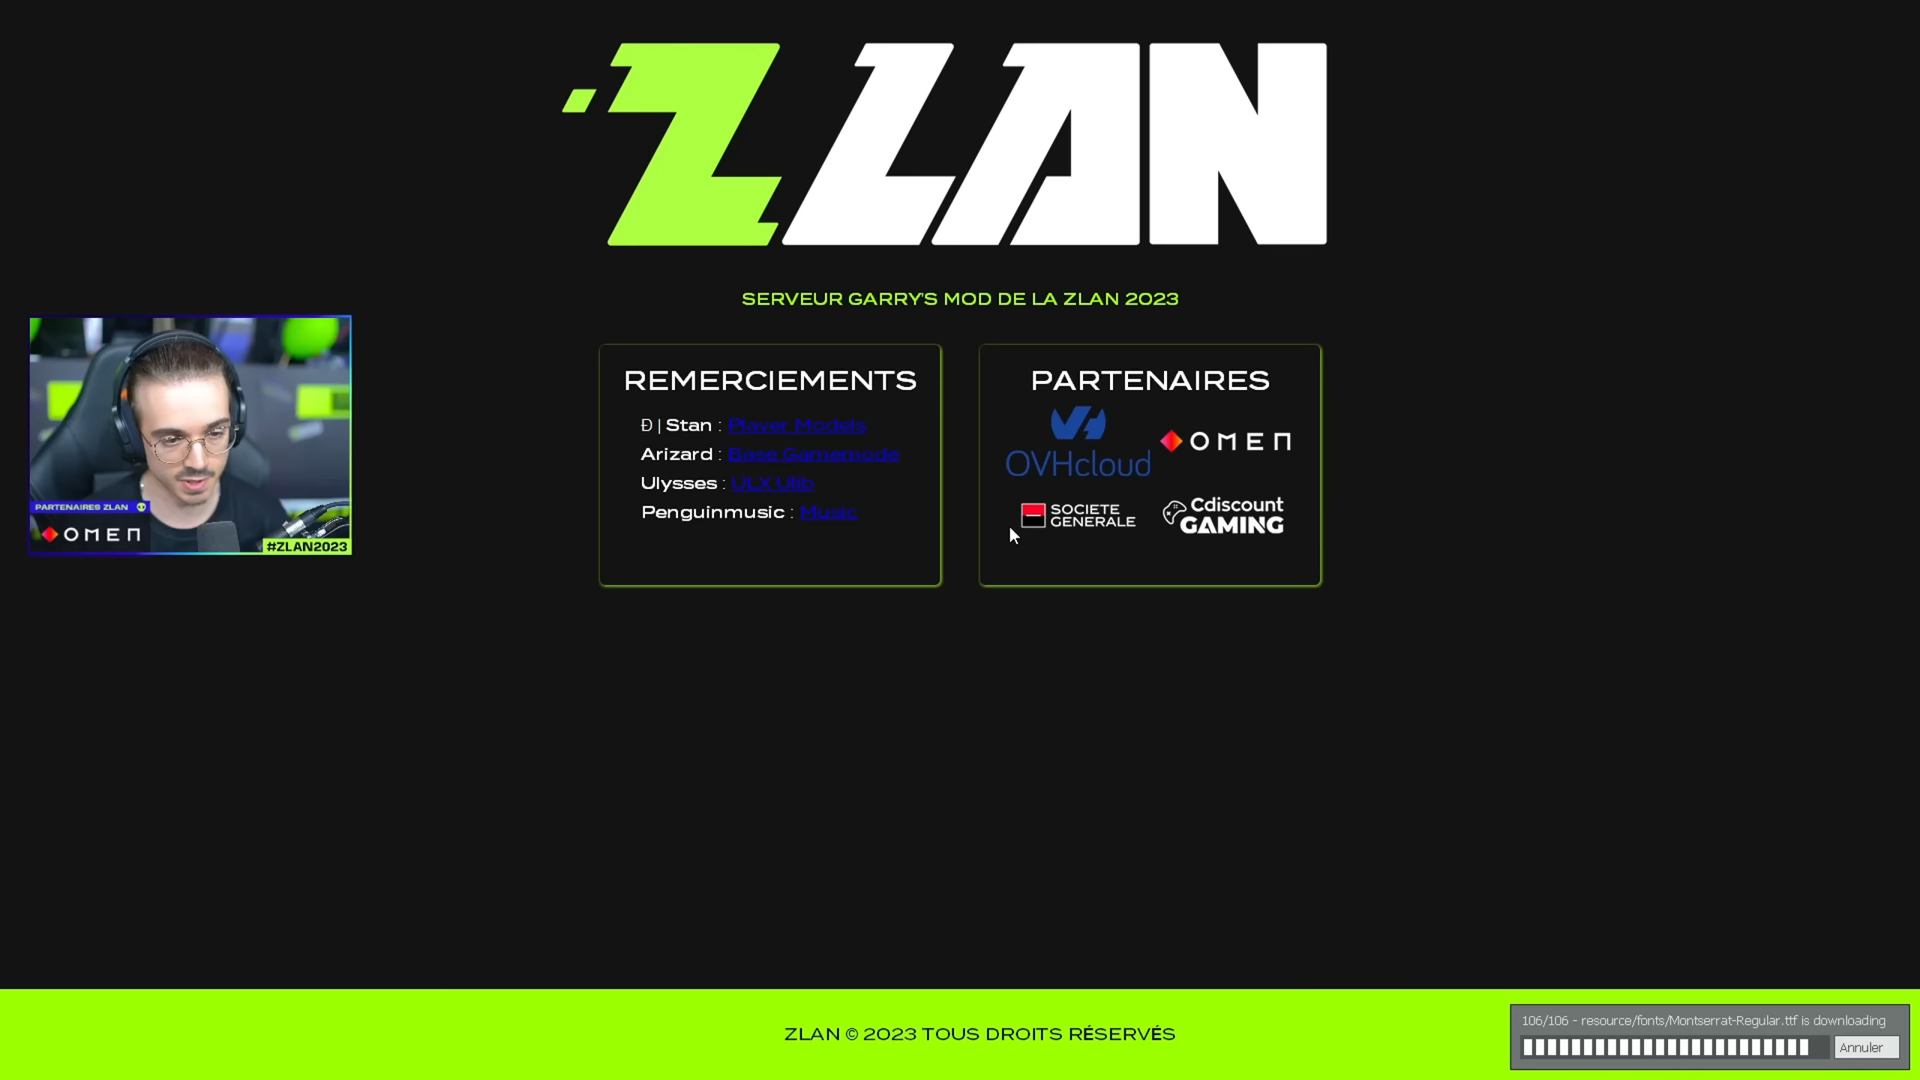 ZLAN
SERVEUR GARRY'S MOD DE LA ZLAN 2023
REMERCIEMENTS
Đ | Stan : Player Models
Arizard : Base Gamemode
Ulysses : ULX Ulib
Penguinmusic : Music
PARTENAIRES
OVHcloud
OMEN
SOCIETE
GENERALE
Cdiscount
GAMING
PARTENAIRES ZLAN
OMEN
#ZLAN2023
ZLAN © 2023 TOUS DROITS RÉSERVÉS
106/106 - resource/fonts/Montserrat-Regular.ttf is downloading
Annuler